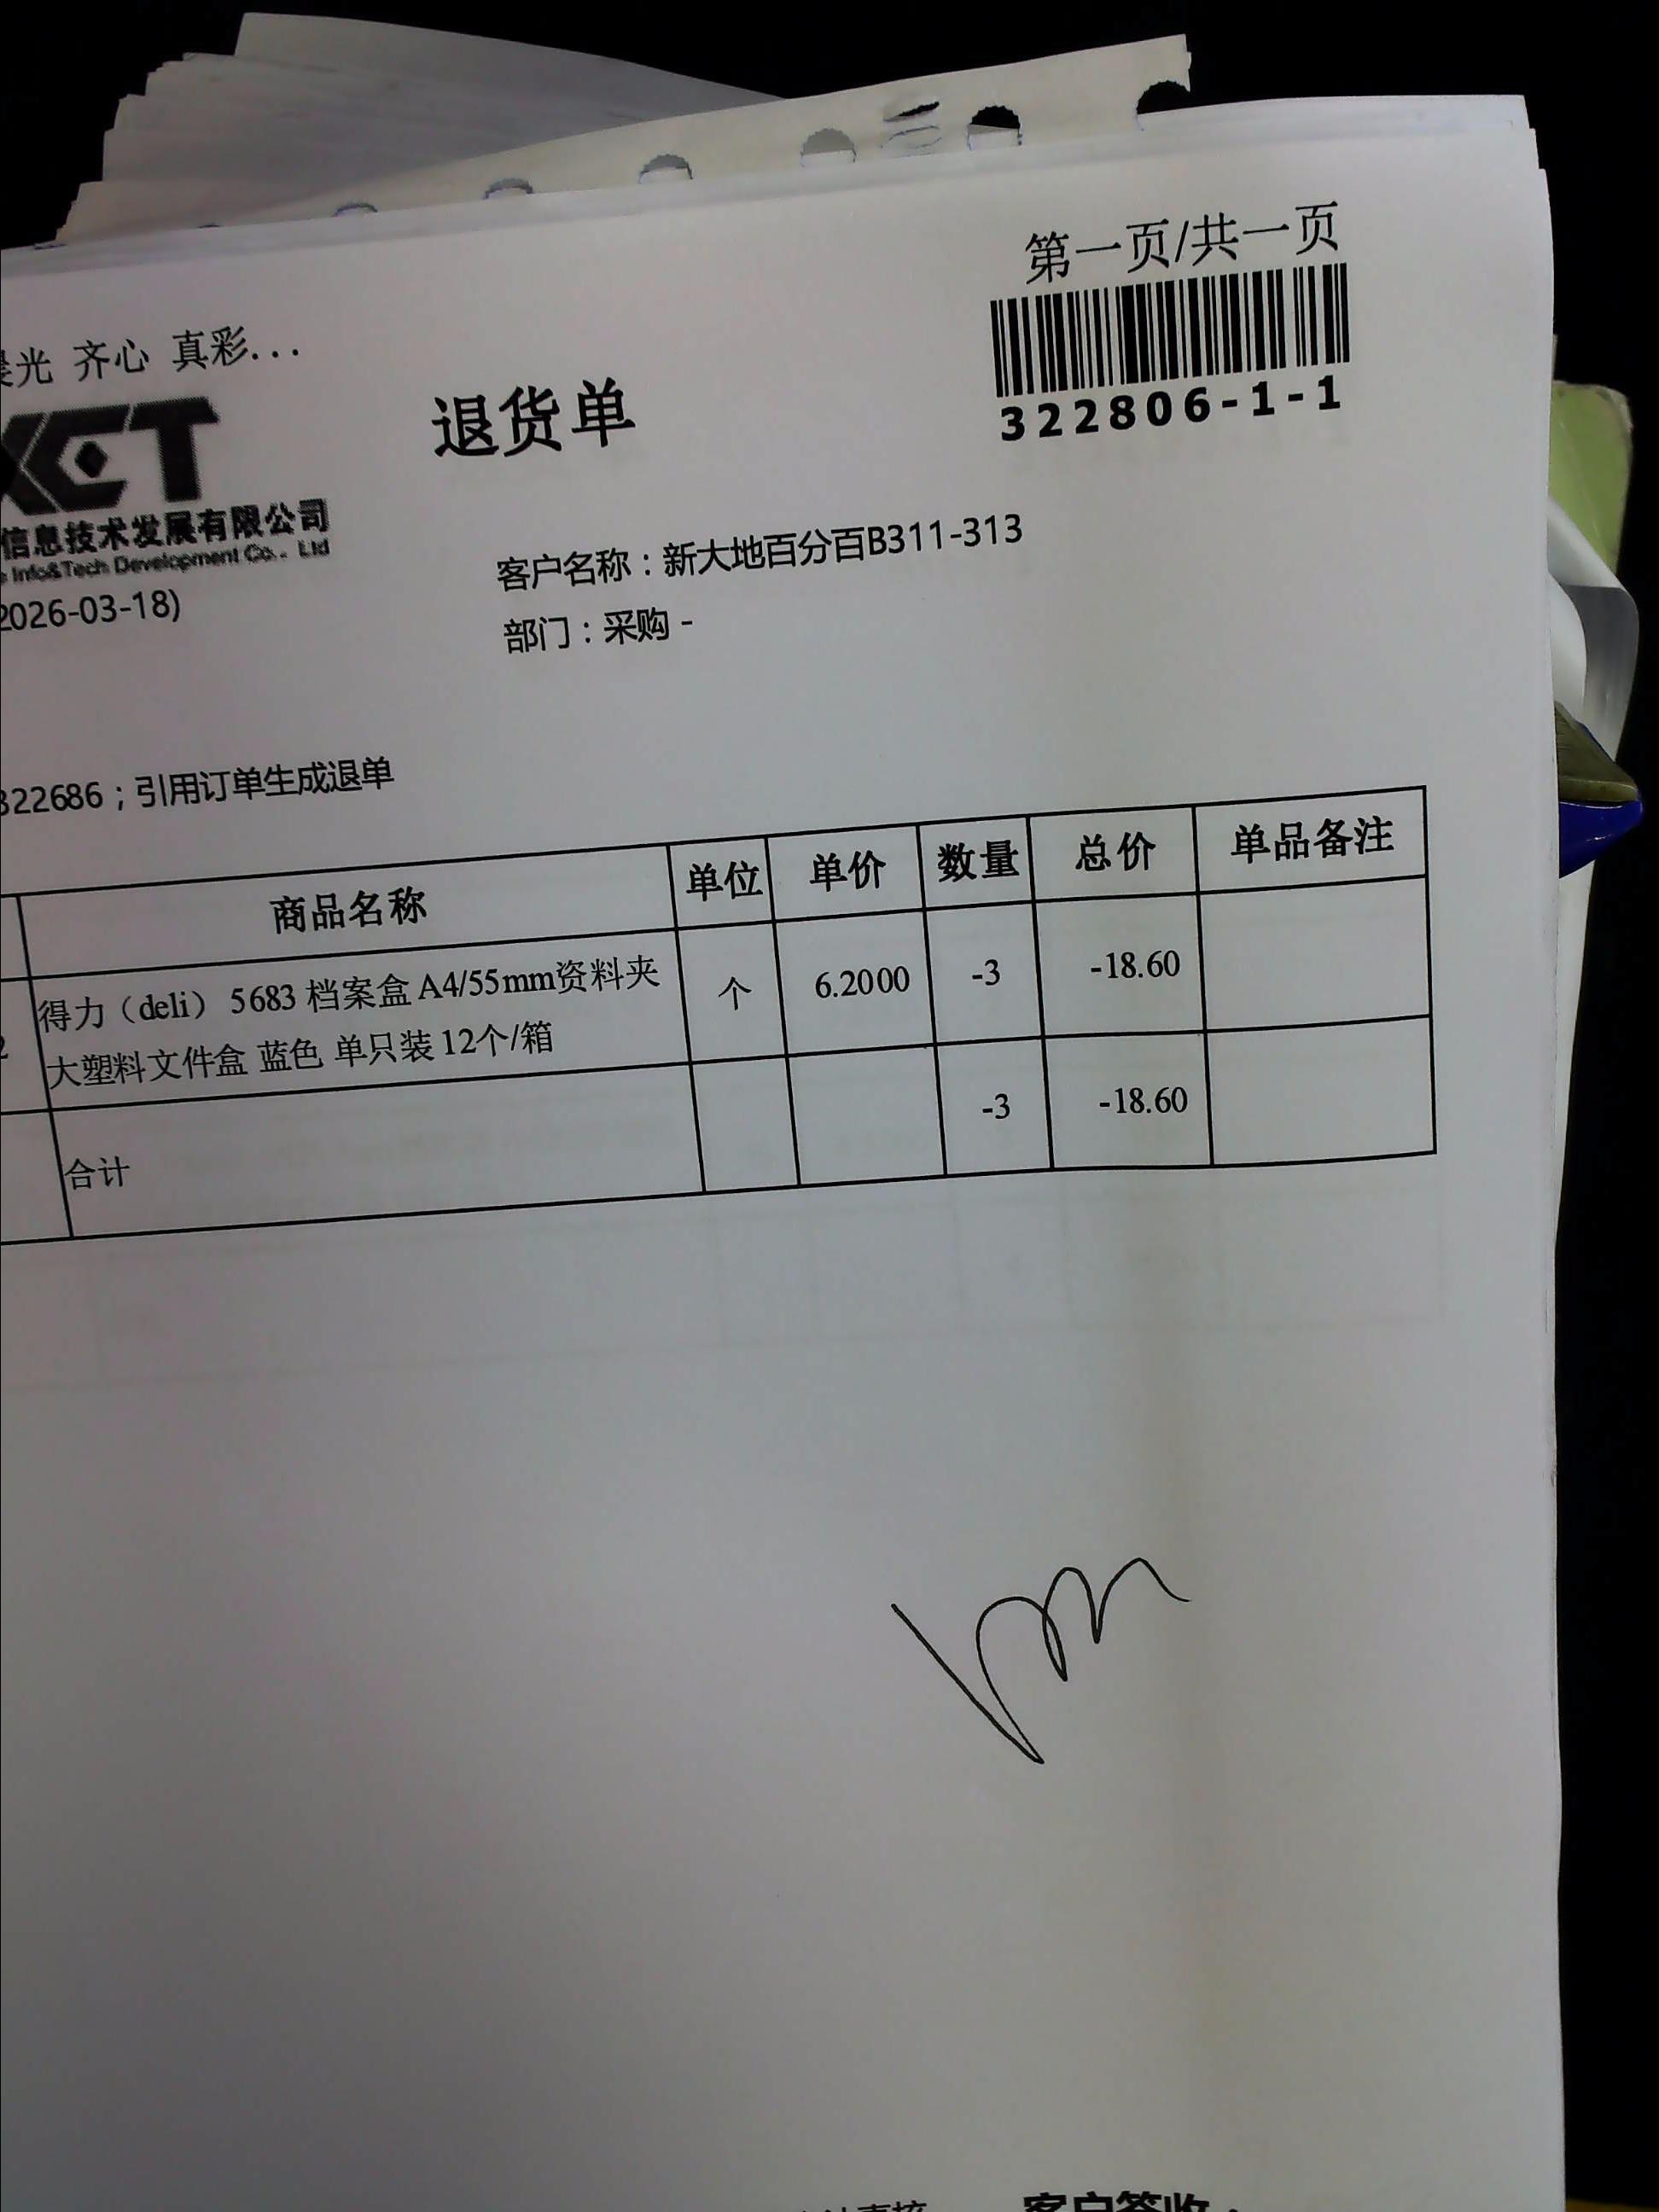 第一页/共一页
光 齐心 真彩...
退货单
322806-1-1
信息技术发展有限公司
Info&Tech Development Co., Ltd
客户名称：新大地百分百B311-313
2026-03-18)
部门：采购 -
322686；引用订单生成退单
商品名称 单位 单价 数量 总价 单品备注
2 得力（deli） 5683 档案盒 A4/55mm资料夹 个 6.2000 -3 -18.60
大塑料文件盒 蓝色 单只装 12个/箱
合计 -3 -18.60
客户签收：